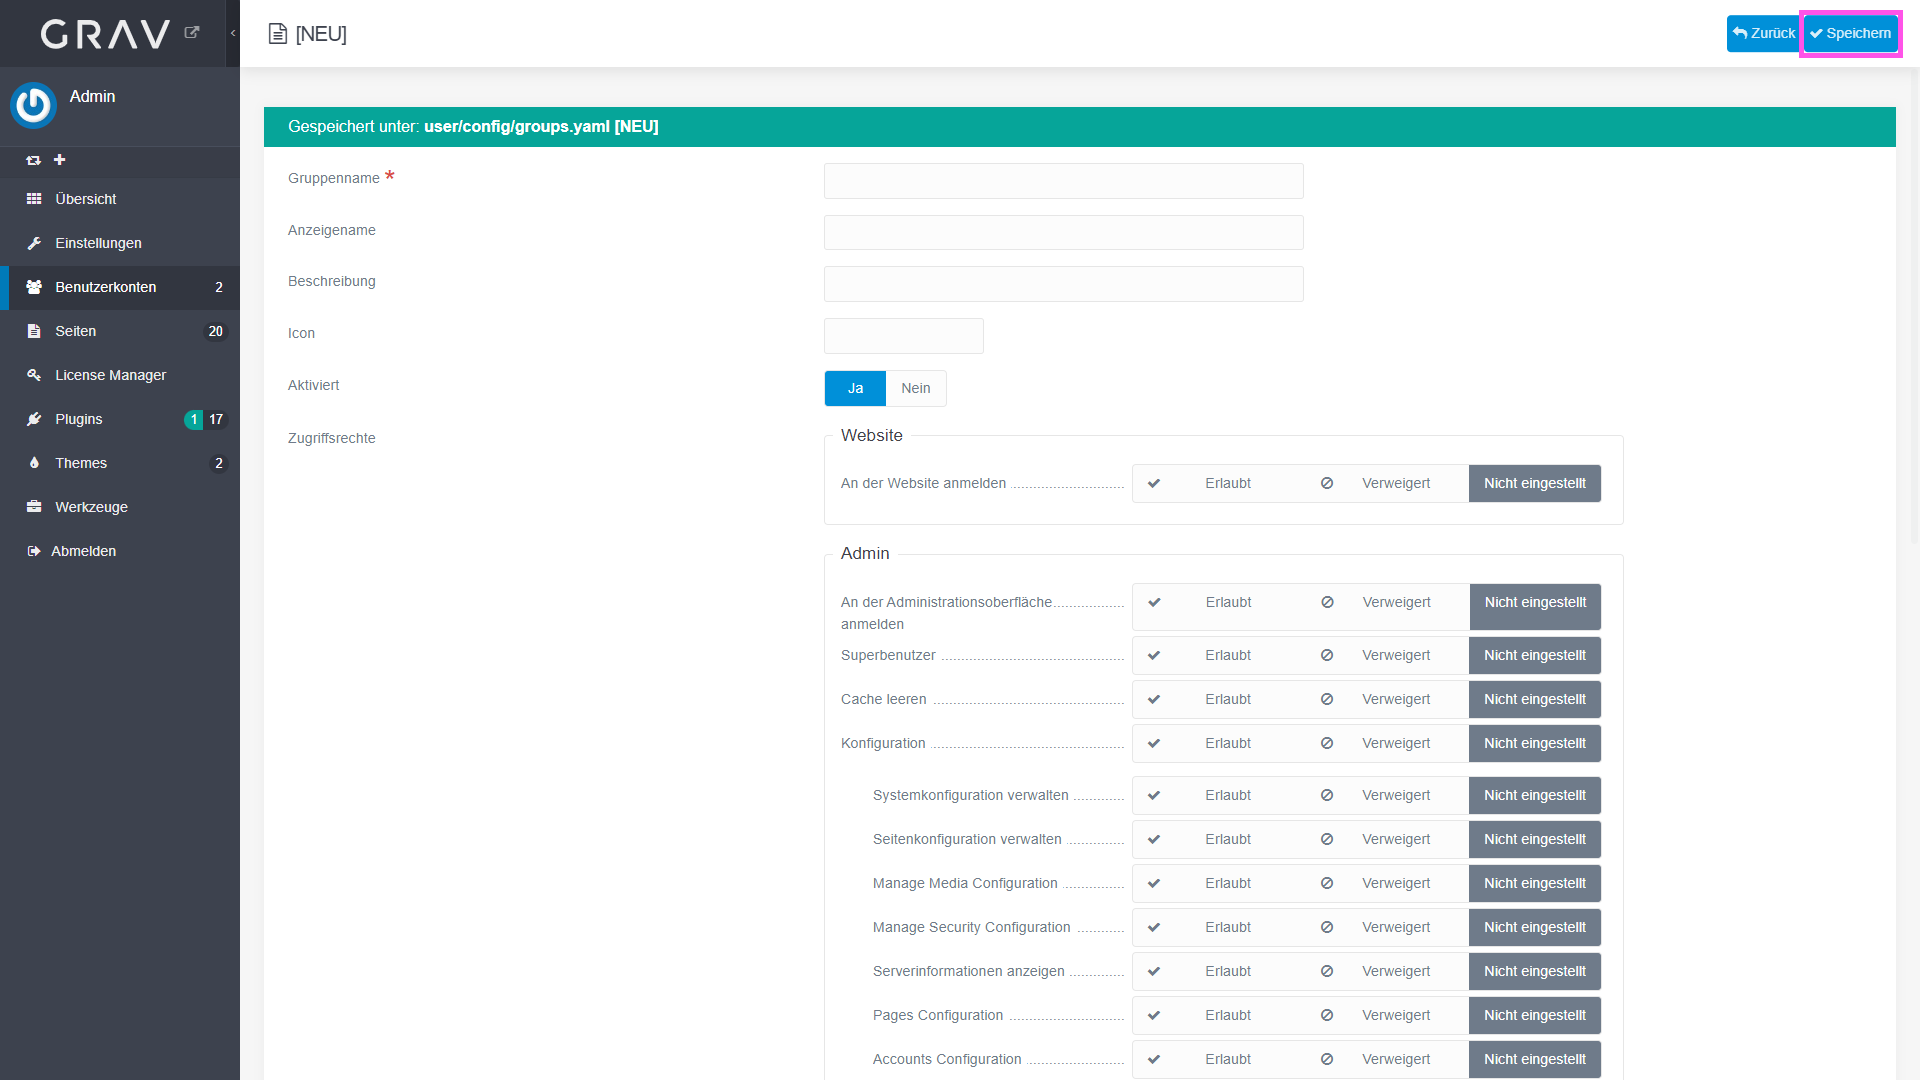 GRAV
[NEU]
Zurück
Speichern
Admin
Gespeichert unter: user/config/groups.yaml [NEU]
Übersicht
Einstellungen
Benutzerkonten 2
Seiten 20
License Manager
Plugins 1 17
Themes 2
Werkzeuge
Abmelden
Gruppenname *
Anzeigename
Beschreibung
Icon
Aktiviert Ja Nein
Zugriffsrechte
Website
An der Website anmelden Erlaubt Verweigert Nicht eingestellt
Admin
An der Administrationsoberfläche Erlaubt Verweigert Nicht eingestellt
anmelden
Superbenutzer Erlaubt Verweigert Nicht eingestellt
Cache leeren Erlaubt Verweigert Nicht eingestellt
Konfiguration Erlaubt Verweigert Nicht eingestellt
Systemkonfiguration verwalten Erlaubt Verweigert Nicht eingestellt
Seitenkonfiguration verwalten Erlaubt Verweigert Nicht eingestellt
Manage Media Configuration Erlaubt Verweigert Nicht eingestellt
Manage Security Configuration Erlaubt Verweigert Nicht eingestellt
Serverinformationen anzeigen Erlaubt Verweigert Nicht eingestellt
Pages Configuration Erlaubt Verweigert Nicht eingestellt
Accounts Configuration Erlaubt Verweigert Nicht eingestellt